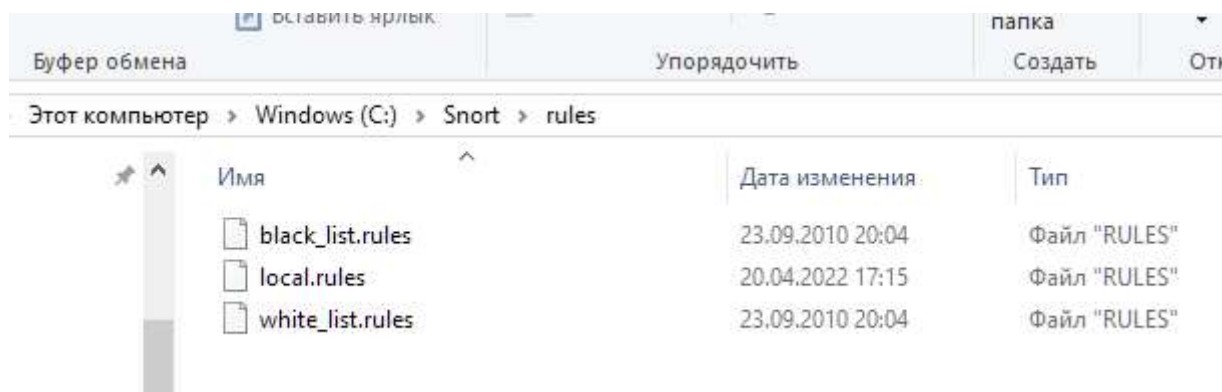 Вставить ярлык
папка
Буфер обмена Упорядочить Создать От
Этот компьютер > Windows (C:) > Snort > rules
Имя Дата изменения Тип
black_list.rules 23.09.2010 20:04 Файл "RULES"
local.rules 20.04.2022 17:15 Файл "RULES"
white_list.rules 23.09.2010 20:04 Файл "RULES"